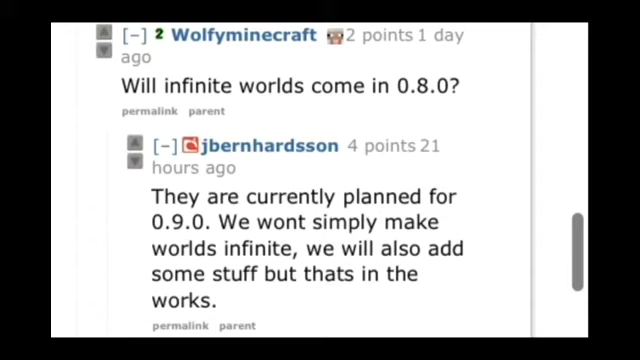 [–] 2 Wolfyminecraft 2 points 1 day
ago
Will infinite worlds come in 0.8.0?
permalink parent
[–] jbernhardsson 4 points 21
hours ago
They are currently planned for
0.9.0. We wont simply make
worlds infinite, we will also add
some stuff but thats in the
works.
permalink parent